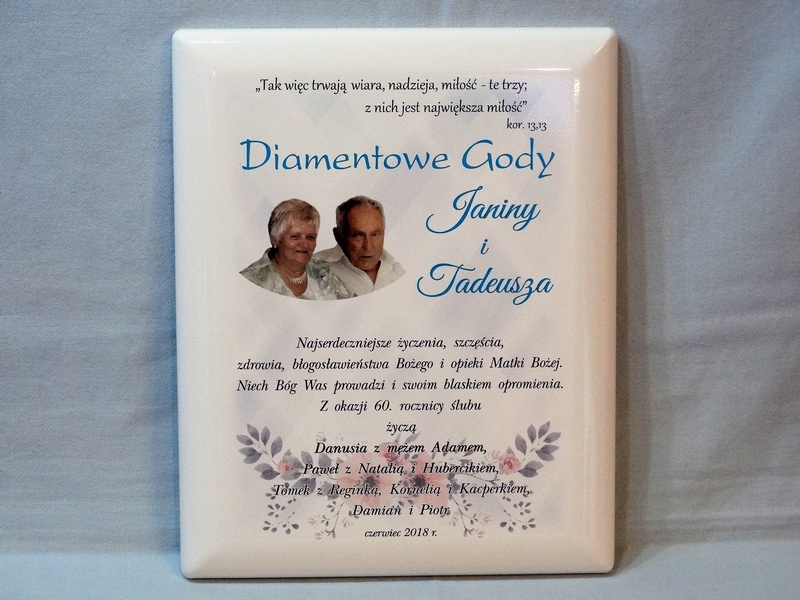 „Tak więc trwają wiara, nadzieja, miłość - te trzy;
z nich jest największa miłość”
kor. 13,13
Diamentowe Gody
Janiny
i
Tadeusza
Najserdeczniejsze życzenia, szczęścia,
zdrowia, błogosławieństwa Bożego i opieki Matki Bożej.
Niech Bóg Was prowadzi i swoim blaskiem opromienia.
Z okazji 60. rocznicy ślubu
życzą
Danusia z mężem Adamem,
Paweł z Natalią i Hubercikiem,
Tomek z Reginką, Kornelią i Kacperkiem,
Damian i Piotr
czerwiec 2018 r.